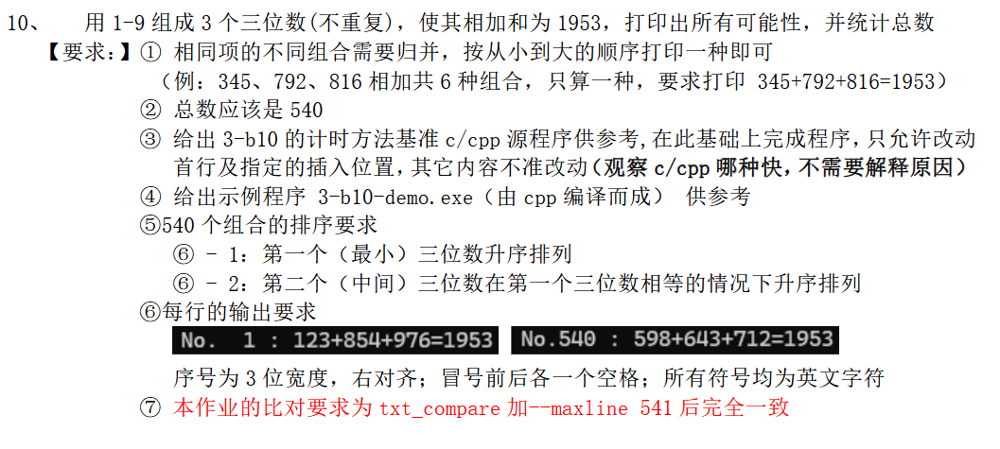 10、 用 1-9 组成 3 个三位数(不重复)，使其相加和为 1953，打印出所有可能性，并统计总数
【要求:】① 相同项的不同组合需要归并，按从小到大的顺序打印一种即可
（例：345、792、816 相加共 6 种组合，只算一种，要求打印 345+792+816=1953）
② 总数应该是 540
③ 给出 3-b10 的计时方法基准 c/cpp 源程序供参考,在此基础上完成程序，只允许改动
首行及指定的插入位置，其它内容不准改动(观察 c/cpp 哪种快，不需要解释原因)
④ 给出示例程序 3-b10-demo.exe（由 cpp 编译而成） 供参考
⑤540 个组合的排序要求
⑥ - 1：第一个（最小）三位数升序排列
⑥ - 2：第二个（中间）三位数在第一个三位数相等的情况下升序排列
⑥每行的输出要求
No.  1 : 123+854+976=1953 No.540 : 598+643+712=1953
序号为 3 位宽度，右对齐；冒号前后各一个空格；所有符号均为英文字符
⑦ 本作业的比对要求为 txt_compare 加--maxline 541 后完全一致